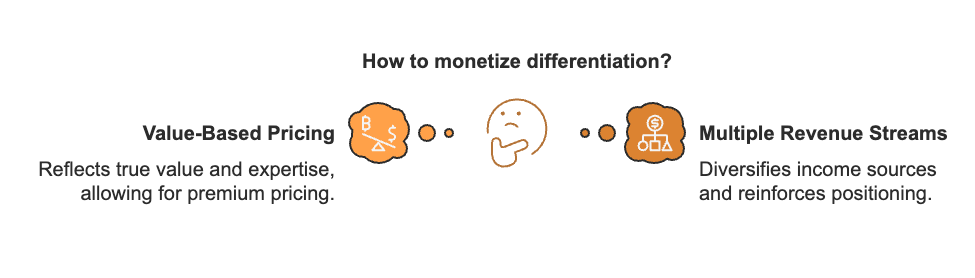 How to monetize differentiation?
Value-Based Pricing
Reflects true value and expertise,
allowing for premium pricing.
Multiple Revenue Streams
Diversifies income sources
and reinforces positioning.